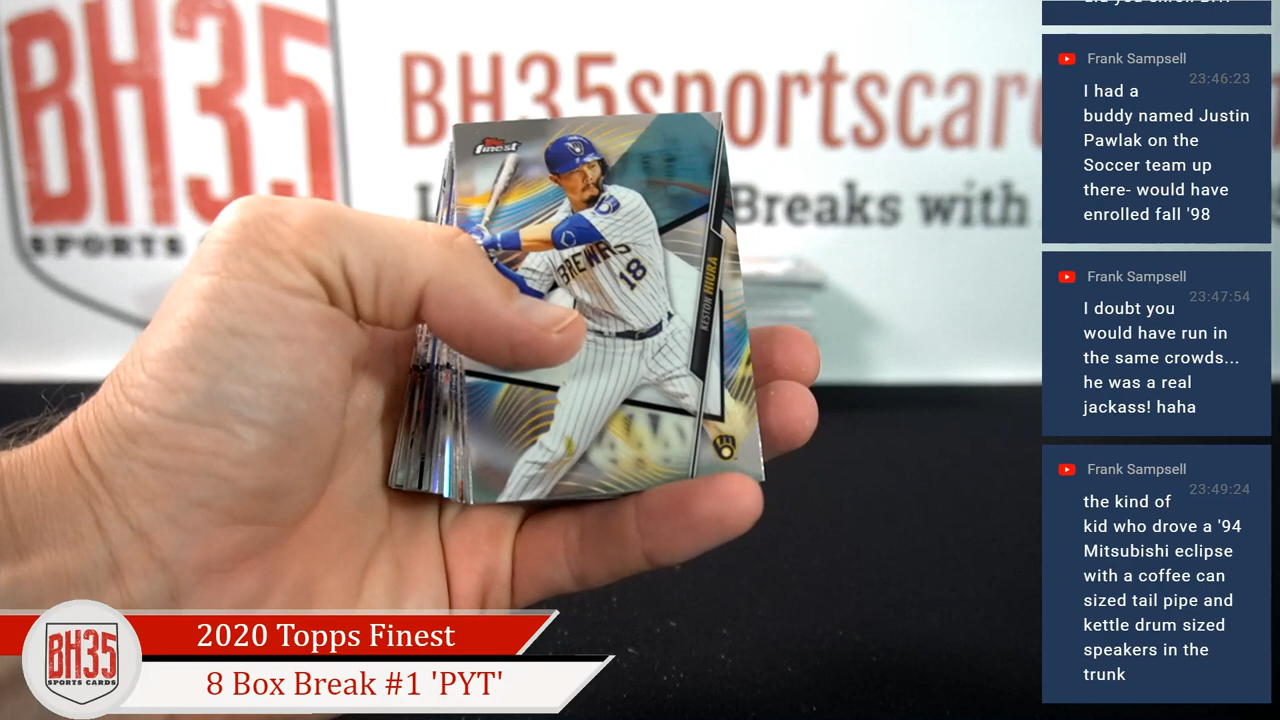 BH35
SPORTS
BH35sportscar
Breaks with
Topps
finest
BREWRS
18
KESTON HIURA
2020 Topps Finest
8 Box Break #1 'PYT'
BH35
SPORTS CARDS
Frank Sampsell
23:46:23
I had a
buddy named Justin
Pawlak on the
Soccer team up
there- would have
enrolled fall '98
Frank Sampsell
23:47:54
I doubt you
would have run in
the same crowds...
he was a real
jackass! haha
Frank Sampsell
23:49:24
the kind of
kid who drove a '94
Mitsubishi eclipse
with a coffee can
sized tail pipe and
kettle drum sized
speakers in the
trunk